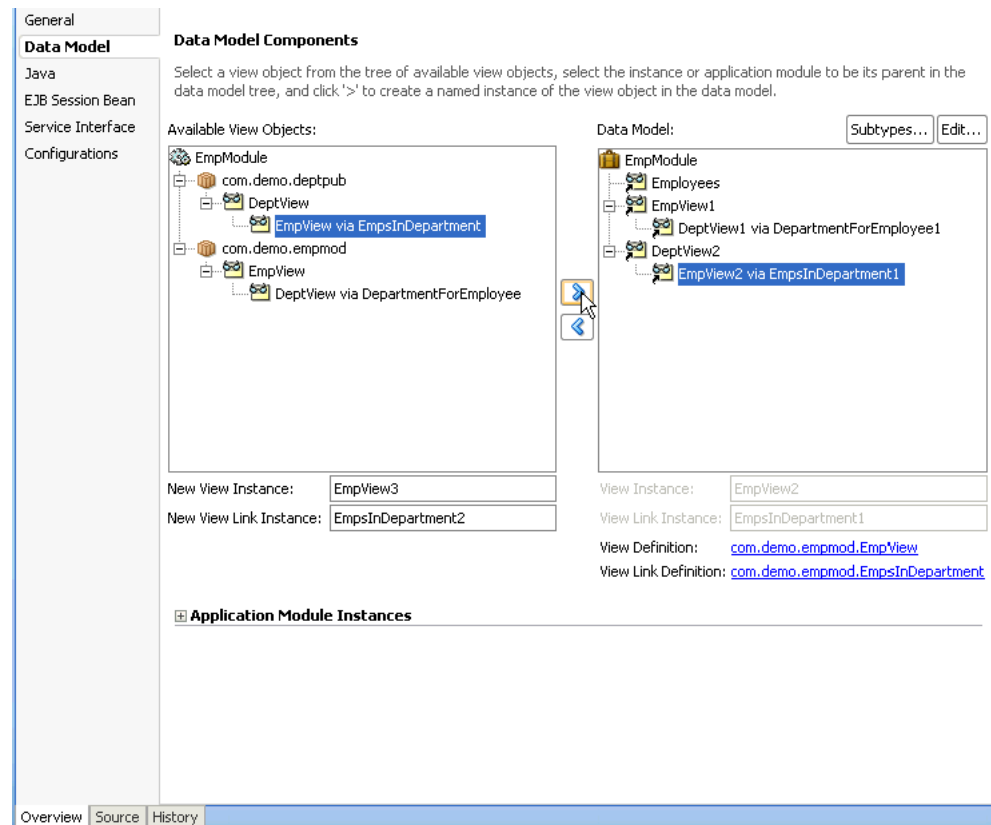 General
Data Model
Java
EJB Session Bean
Service Interface
Configurations
Data Model Components
Select a view object from the tree of available view objects, select the instance or application module to be its parent in the
data model tree, and click '>' to create a named instance of the view object in the data model.
Available View Objects:
EmpModule
com.demo.deptpub
DeptView
EmpView via EmpsInDepartment
com.demo.empmod
EmpView
DeptView via DepartmentForEmployee
New View Instance: EmpView3
New View Link Instance: EmpsInDepartment2
Data Model:
Subtypes... Edit...
EmpModule
Employees
EmpView1
DeptView1 via DepartmentForEmployee1
DeptView2
EmpView2 via EmpsInDepartment1
View Instance: EmpView2
View Link Instance: EmpsInDepartment1
View Definition: com.demo.empmod.EmpView
View Link Definition: com.demo.empmod.EmpsInDepartment
Application Module Instances
Overview Source History